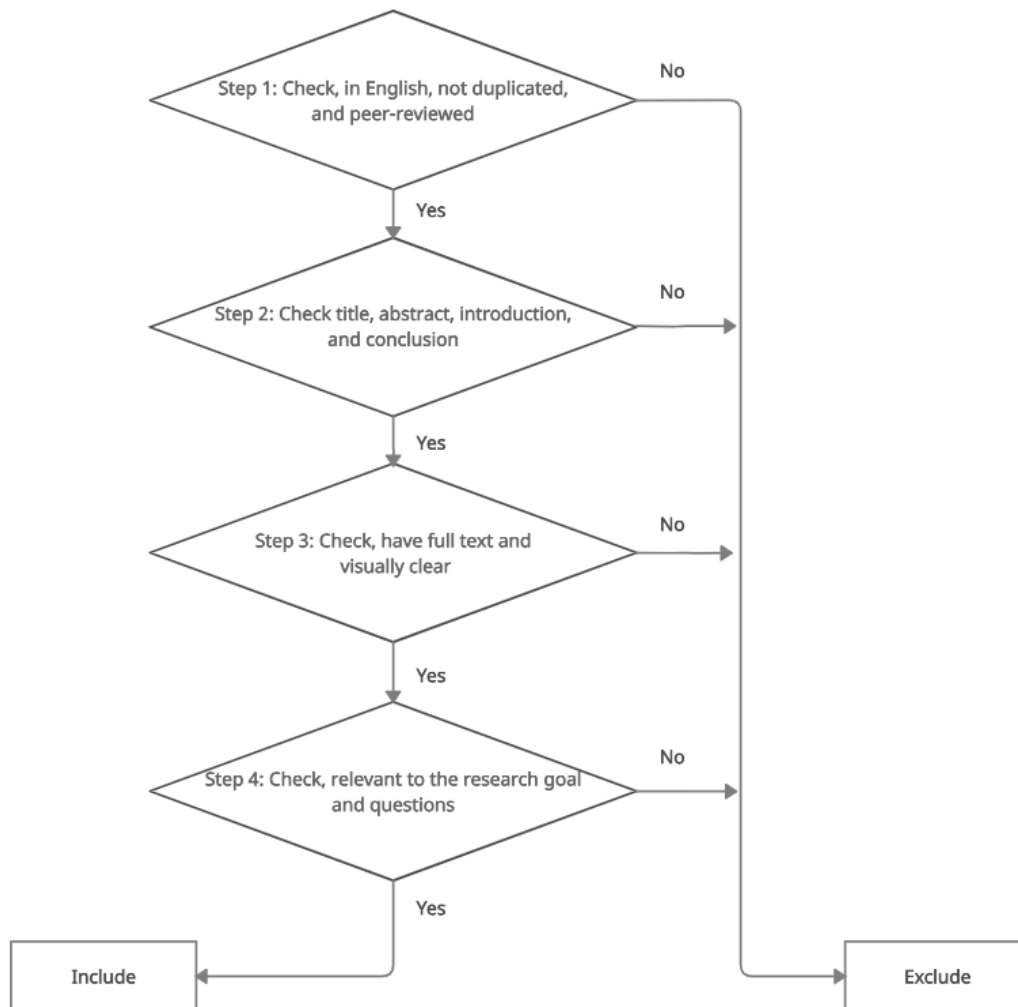 Step 1: Check, in English, not duplicated,
and peer-reviewed
No
Yes
Step 2: Check title, abstract, introduction,
and conclusion
No
Yes
Step 3: Check, have full text and
visually clear
No
Yes
Step 4: Check, relevant to the research goal
and questions
No
Yes
Include
Exclude